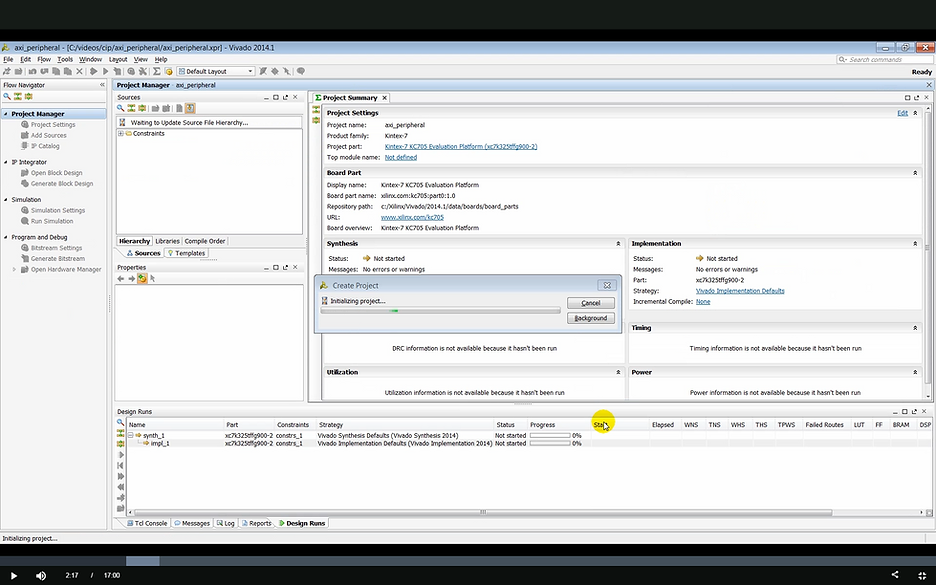 axi_peripheral - [C:/videos/cip/axi_peripheral/axi_peripheral.xpr] - Vivado 2014.1
File Edit Flow Tools Window Layout View Help
Search commands
Default Layout
Ready
Flow Navigator
Project Manager
Project Settings
Add Sources
IP Catalog
IP Integrator
Open Block Design
Generate Block Design
Simulation
Simulation Settings
Run Simulation
Program and Debug
Bitstream Settings
Generate Bitstream
Open Hardware Manager
Project Manager - axi_peripheral
Sources
Waiting to Update Source File Hierarchy...
Constraints
Hierarchy Libraries Compile Order
Sources Templates
Properties
Project Summary
Project Settings Edit
Project name: axi_peripheral
Product family: Kintex-7
Project part: Kintex-7 KC705 Evaluation Platform (xc7k325tffg900-2)
Top module name: Not defined
Board Part
Display name: Kintex-7 KC705 Evaluation Platform
Board part name: xilinx.com:kc705:part0:1.0
Repository path: c:/Xilinx/Vivado/2014.1/data/boards/board_parts
URL: www.xilinx.com/kc705
Board overview: Kintex-7 KC705 Evaluation Platform
Synthesis
Status: Not started
Messages: No errors or warnings
Implementation
Status: Not started
Messages: No errors or warnings
Part: xc7k325tffg900-2
Strategy: Vivado Implementation Defaults
Incremental Compile: None
Create Project
Initializing project...
Cancel
Background
DRC information is not available because it hasn't been run
Timing
Timing information is not available because it hasn't been run
Utilization
Utilization information is not available because it hasn't been run
Power
Power information is not available because it hasn't been run
Design Runs
Name Part Constraints Strategy Status Progress Start Elapsed WNS TNS WHS THS TPWS Failed Routes LUT FF BRAM DSP
synth_1 xc7k325tffg900-2 constrs_1 Vivado Synthesis Defaults (Vivado Synthesis 2014) Not started 0%
impl_1 xc7k325tffg900-2 constrs_1 Vivado Implementation Defaults (Vivado Implementation 2014) Not started 0%
Tcl Console Messages Log Reports Design Runs
Initializing project...
2:17 / 17:00